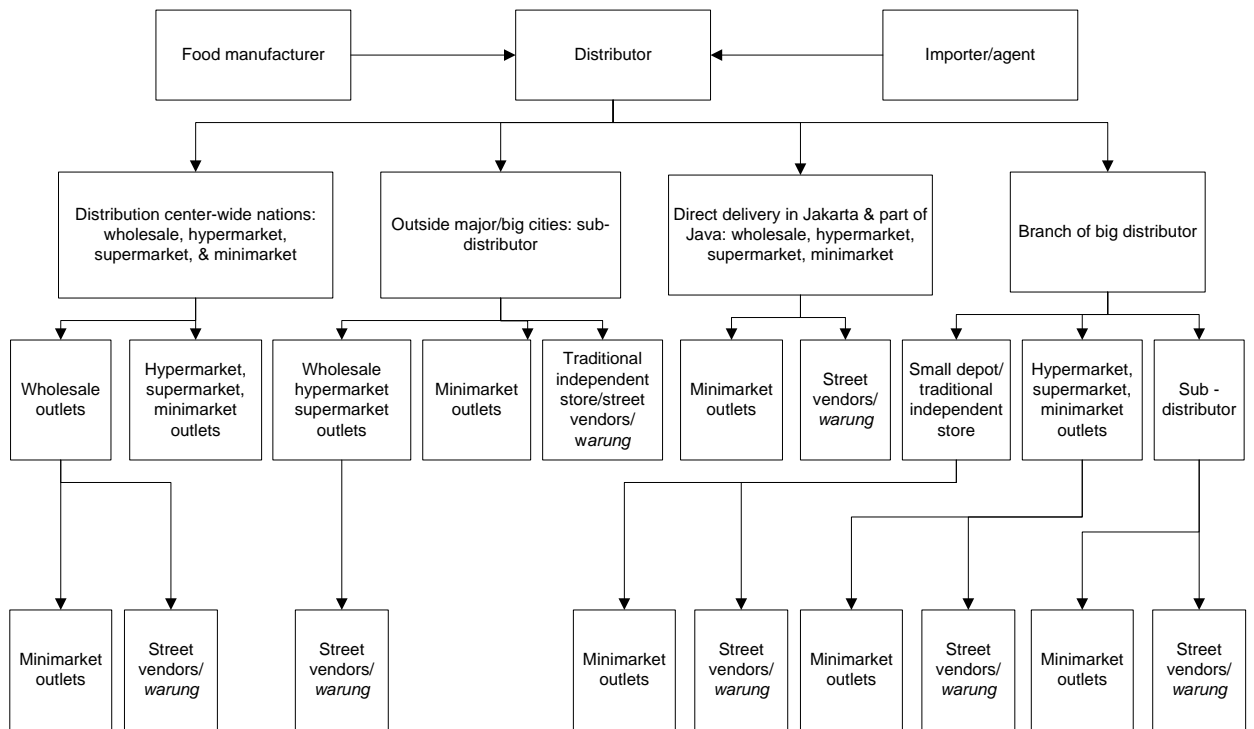 Food manufacturer
Distributor
Importer/agent
Distribution center-wide nations:
wholesale, hypermarket,
supermarket, & minimarket
Outside major/big cities: sub-
distributor
Direct delivery in Jakarta & part of
Java: wholesale, hypermarket,
supermarket, minimarket
Branch of big distributor
Wholesale
outlets
Hypermarket,
supermarket,
minimarket
outlets
Wholesale
hypermarket
supermarket
outlets
Minimarket
outlets
Traditional
independent
store/street
vendors/
warung
Minimarket
outlets
Street
vendors/
warung
Small depot/
traditional
independent
store
Hypermarket,
supermarket,
minimarket
outlets
Sub -
distributor
Minimarket
outlets
Street
vendors/
warung
Street
vendors/
warung
Minimarket
outlets
Street
vendors/
warung
Minimarket
outlets
Street
vendors/
warung
Minimarket
outlets
Street
vendors/
warung